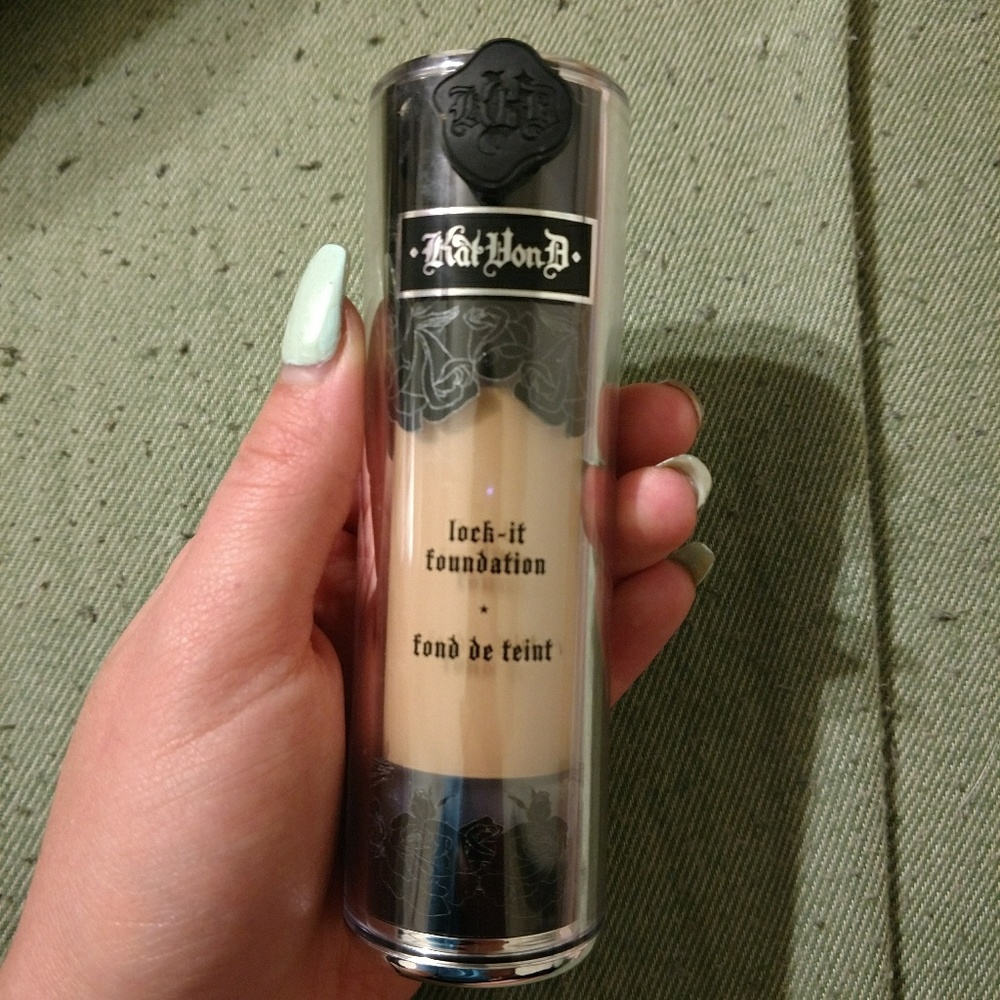 KVD
·Kat Von D·
lock-it
foundation
fond de teint